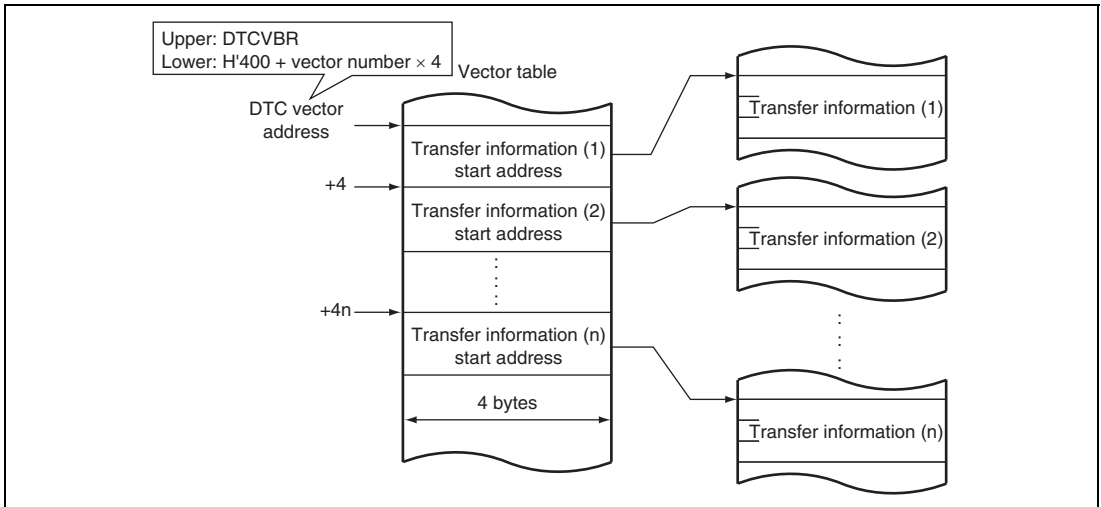 Upper: DTCVBR
Lower: H'400 + vector number × 4
Vector table
DTC vector
address
Transfer information (1)
start address
+4
Transfer information (2)
start address
+4n
Transfer information (n)
start address
4 bytes
Transfer information (1)
Transfer information (2)
Transfer information (n)